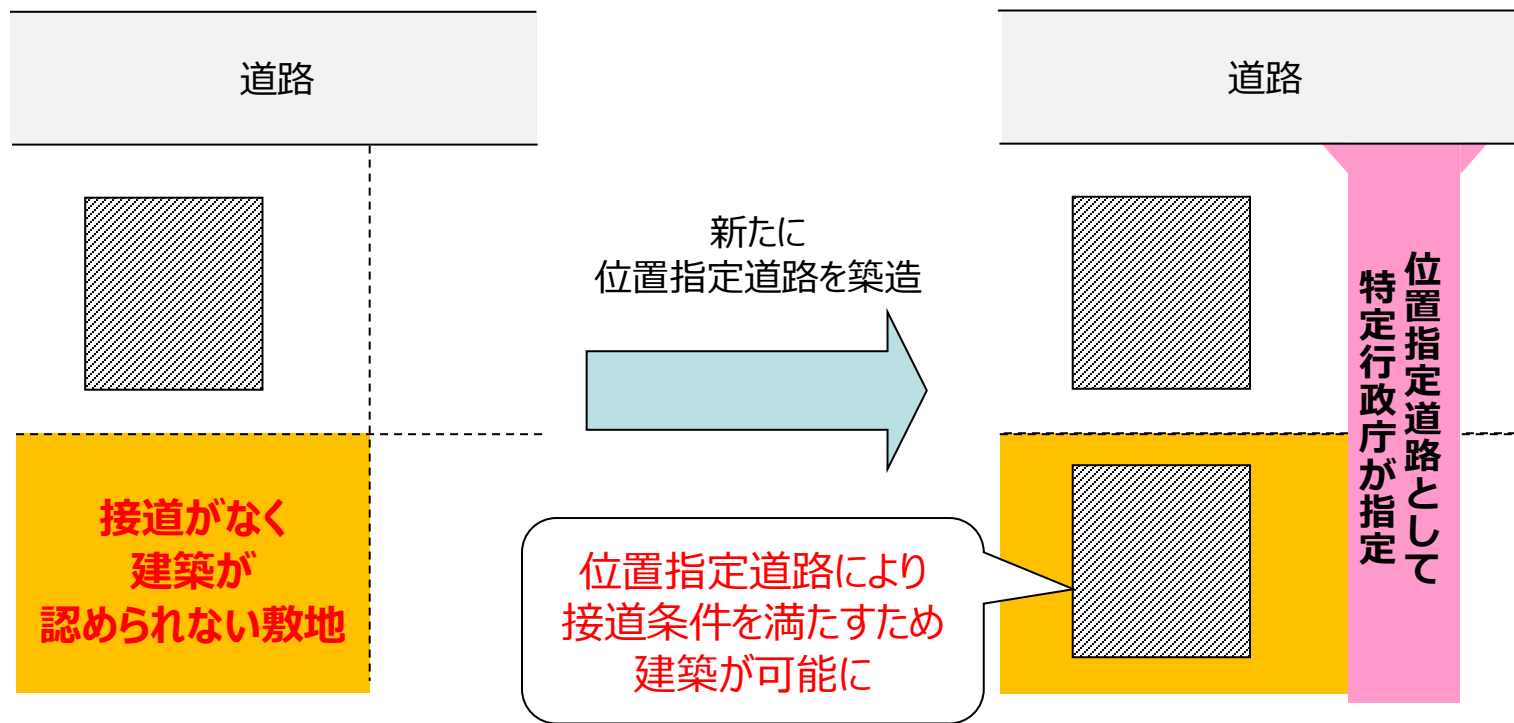 道路
接道がなく
建築が
認められない敷地
新たに
位置指定道路を築造
道路
位置指定道路として
特定行政庁が指定
位置指定道路により
接道条件を満たすため
建築が可能に